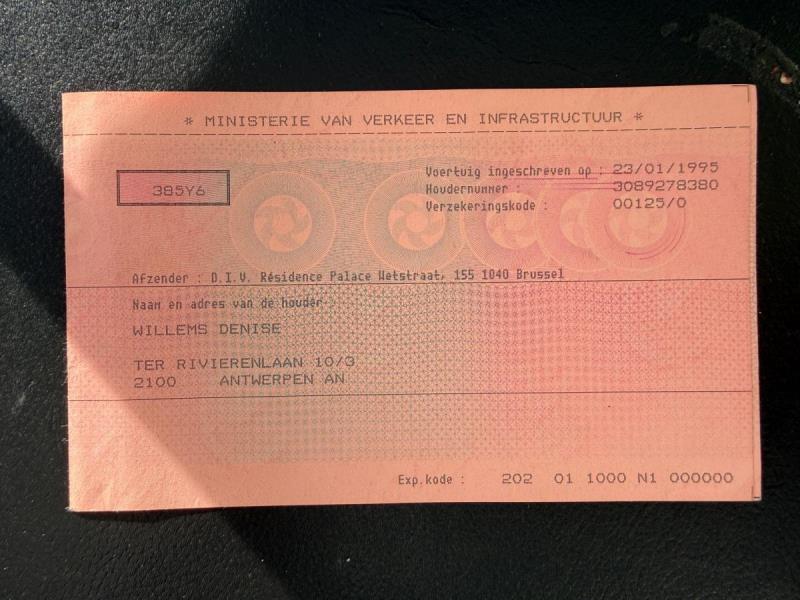 * MINISTERIE VAN VERKEER EN INFRASTRUCTUUR *
385Y6
Voertuig ingeschreven op : 23/01/1995
Houdernummer : 3089278380
Verzekeringskode : 00125/0
Afzender : D.I.V. Résidence Palace Wetstraat, 155 1040 Brussel
Naam en adres van de houder
WILLEMS DENISE
TER RIVIERENLAAN 10/3
2100 ANTWERPEN AN
Exp.kode : 202 01 1000 N1 000000